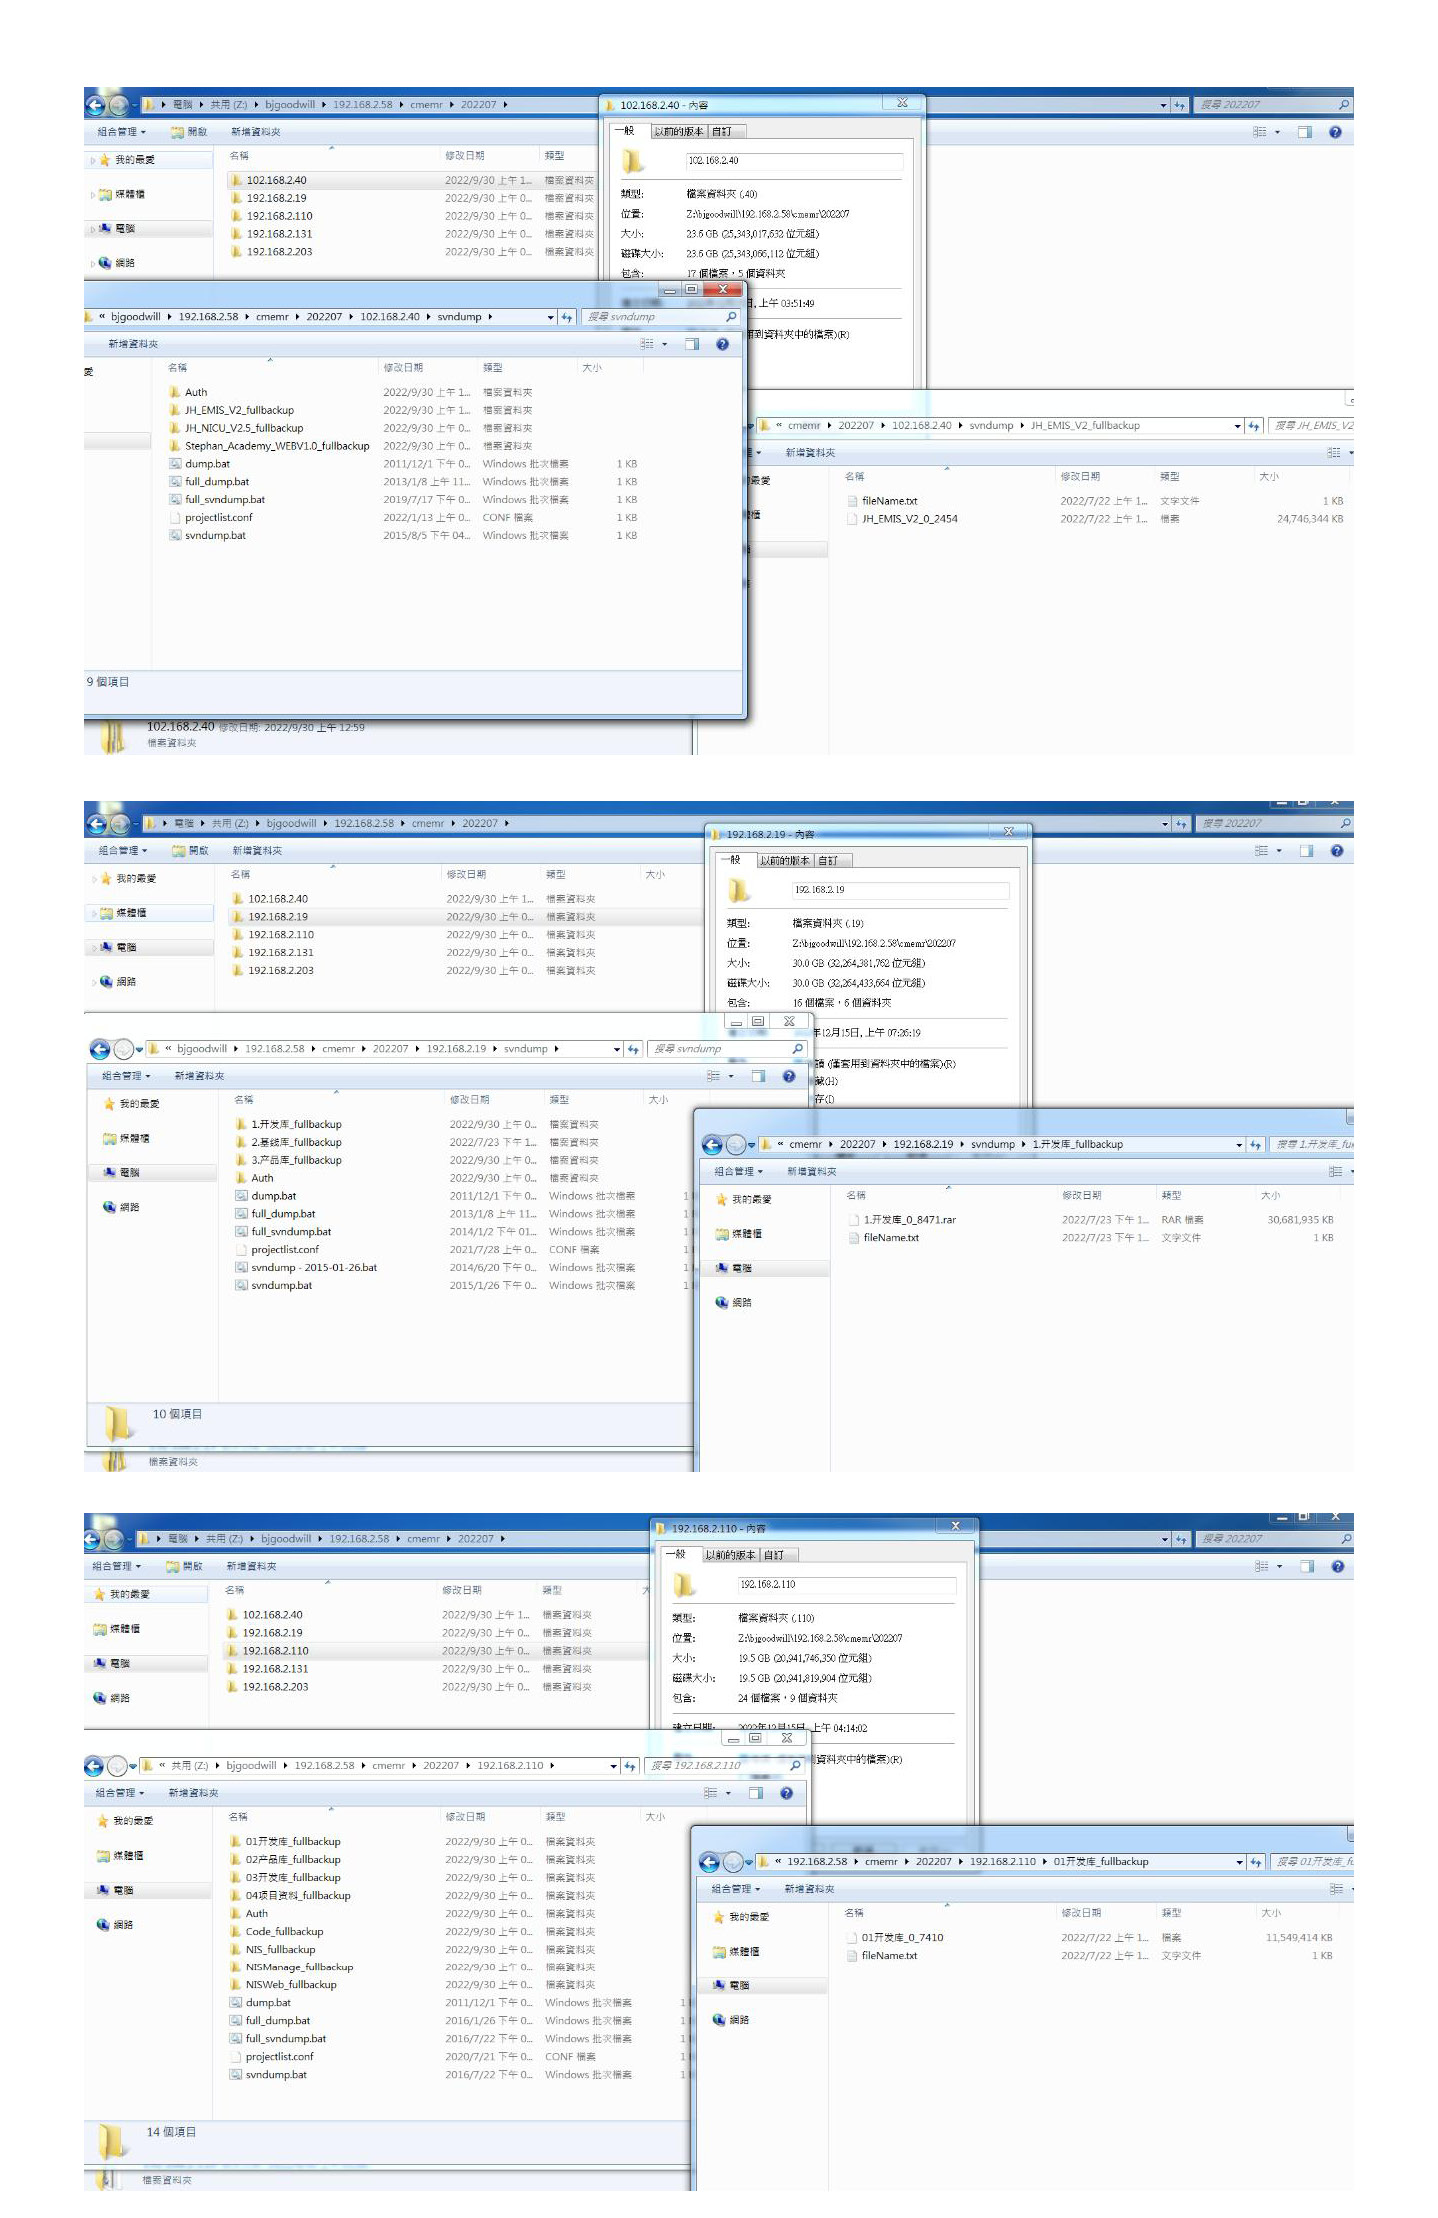 電腦 ▸ 共用 (Z:) ▸ bjgoodwill ▸ 192.168.2.58 ▸ cmemr ▸ 202207 ▸
搜尋 202207
102.168.2.40 - 內容
組合管理 開啟 新增資料夾
一般 以前的版本 自訂
我的最愛
媒體櫃
電腦
網路
名稱 修改日期 類型
102.168.2.40 2022/9/30 上午 1... 檔案資料夾
192.168.2.19 2022/9/30 上午 0... 檔案資料夾
192.168.2.110 2022/9/30 上午 0... 檔案資料夾
192.168.2.131 2022/9/30 上午 0... 檔案資料夾
192.168.2.203 2022/9/30 上午 0... 檔案資料夾
102.168.2.40
類型: 檔案資料夾 (.40)
位置: Z:\bjgoodwill\192.168.2.58\cmemr\202207
大小: 23.6 GB (25,343,017,632 位元組)
磁碟大小: 23.6 GB (25,343,066,112 位元組)
包含: 17 個檔案，5 個資料夾
上午 03:51:49
用到資料夾中的檔案)(R)
« bjgoodwill ▸ 192.168.2.58 ▸ cmemr ▸ 202207 ▸ 102.168.2.40 ▸ svndump ▸
搜尋 svndump
新增資料夾
愛
名稱 修改日期 類型 大小
Auth 2022/9/30 上午 1... 檔案資料夾
JH_EMIS_V2_fullbackup 2022/9/30 上午 1... 檔案資料夾
JH_NICU_V2.5_fullbackup 2022/9/30 上午 0... 檔案資料夾
Stephan_Academy_WEBV1.0_fullbackup 2022/9/30 上午 0... 檔案資料夾
dump.bat 2011/12/1 下午 0... Windows 批次檔案 1 KB
full_dump.bat 2013/1/8 上午 11... Windows 批次檔案 1 KB
full_svndump.bat 2019/7/17 下午 0... Windows 批次檔案 1 KB
projectlist.conf 2022/1/13 上午 0... CONF 檔案 1 KB
svndump.bat 2015/8/5 下午 04... Windows 批次檔案 1 KB
9 個項目
102.168.2.40 修改日期: 2022/9/30 上午 12:59
檔案資料夾
« cmemr ▸ 202207 ▸ 102.168.2.40 ▸ svndump ▸ JH_EMIS_V2_fullbackup
搜尋 JH_EMIS_V2
新增資料夾
名稱 修改日期 類型 大小
fileName.txt 2022/7/22 上午 1... 文字文件 1 KB
JH_EMIS_V2_0_2454 2022/7/22 上午 1... 檔案 24,746,344 KB
電腦 ▸ 共用 (Z:) ▸ bjgoodwill ▸ 192.168.2.58 ▸ cmemr ▸ 202207 ▸
搜尋 202207
192.168.2.19 - 內容
組合管理 開啟 新增資料夾
一般 以前的版本 自訂
我的最愛
媒體櫃
電腦
網路
名稱 修改日期 類型 大小
102.168.2.40 2022/9/30 上午 1... 檔案資料夾
192.168.2.19 2022/9/30 上午 0... 檔案資料夾
192.168.2.110 2022/9/30 上午 0... 檔案資料夾
192.168.2.131 2022/9/30 上午 0... 檔案資料夾
192.168.2.203 2022/9/30 上午 0... 檔案資料夾
192.168.2.19
類型: 檔案資料夾 (.19)
位置: Z:\bjgoodwill\192.168.2.58\cmemr\202207
大小: 30.0 GB (32,264,381,762 位元組)
磁碟大小: 30.0 GB (32,264,433,664 位元組)
包含: 16 個檔案，6 個資料夾
年12月15日, 上午 07:26:19
讀 (僅套用到資料夾中的檔案)(R)
藏(H)
存(I)
« bjgoodwill ▸ 192.168.2.58 ▸ cmemr ▸ 202207 ▸ 192.168.2.19 ▸ svndump ▸
搜尋 svndump
組合管理 新增資料夾
我的最愛
媒體櫃
電腦
網路
名稱 修改日期 類型 大小
1.开发库_fullbackup 2022/9/30 上午 0... 檔案資料夾
2.基线库_fullbackup 2022/7/23 下午 1... 檔案資料夾
3.产品库_fullbackup 2022/9/30 上午 0... 檔案資料夾
Auth 2022/9/30 上午 0... 檔案資料夾
dump.bat 2011/12/1 下午 0... Windows 批次檔案 1
full_dump.bat 2013/1/8 上午 11... Windows 批次檔案 1
full_svndump.bat 2014/1/2 下午 01... Windows 批次檔案 1
projectlist.conf 2021/7/28 上午 0... CONF 檔案 1
svndump - 2015-01-26.bat 2014/6/20 下午 0... Windows 批次檔案 1
svndump.bat 2015/1/26 下午 0... Windows 批次檔案 1
10 個項目
檔案資料夾
« cmemr ▸ 202207 ▸ 192.168.2.19 ▸ svndump ▸ 1.开发库_fullbackup
搜尋 1.开发库_fu
組合管理 新增資料夾
我的最愛
媒體櫃
電腦
網路
名稱 修改日期 類型 大小
1.开发库_0_8471.rar 2022/7/23 下午 1... RAR 檔案 30,681,935 KB
fileName.txt 2022/7/23 下午 1... 文字文件 1 KB
電腦 ▸ 共用 (Z:) ▸ bjgoodwill ▸ 192.168.2.58 ▸ cmemr ▸ 202207 ▸
搜尋 202207
192.168.2.110 - 內容
組合管理 開啟 新增資料夾
一般 以前的版本 自訂
我的最愛
媒體櫃
電腦
網路
名稱 修改日期 類型
102.168.2.40 2022/9/30 上午 1... 檔案資料夾
192.168.2.19 2022/9/30 上午 0... 檔案資料夾
192.168.2.110 2022/9/30 上午 0... 檔案資料夾
192.168.2.131 2022/9/30 上午 0... 檔案資料夾
192.168.2.203 2022/9/30 上午 0... 檔案資料夾
192.168.2.110
類型: 檔案資料夾 (.110)
位置: Z:\bjgoodwill\192.168.2.58\cmemr\202207
大小: 19.5 GB (20,941,746,350 位元組)
磁碟大小: 19.5 GB (20,941,819,904 位元組)
包含: 24 個檔案，9 個資料夾
建立日期: 2022年12月15日, 上午 04:14:02
資料夾中的檔案)(R)
« 共用 (Z:) ▸ bjgoodwill ▸ 192.168.2.58 ▸ cmemr ▸ 202207 ▸ 192.168.2.110 ▸
搜尋 192.168.2.110
組合管理 新增資料夾
我的最愛
媒體櫃
電腦
網路
名稱 修改日期 類型 大小
01开发库_fullbackup 2022/9/30 上午 0... 檔案資料夾
02产品库_fullbackup 2022/9/30 上午 0... 檔案資料夾
03开发库_fullbackup 2022/9/30 上午 0... 檔案資料夾
04项目资料_fullbackup 2022/9/30 上午 0... 檔案資料夾
Auth 2022/9/30 上午 0... 檔案資料夾
Code_fullbackup 2022/9/30 上午 0... 檔案資料夾
NIS_fullbackup 2022/9/30 上午 0... 檔案資料夾
NISManage_fullbackup 2022/9/30 上午 0... 檔案資料夾
NISWeb_fullbackup 2022/9/30 上午 0... 檔案資料夾
dump.bat 2011/12/1 下午 0... Windows 批次檔案 1
full_dump.bat 2016/1/26 下午 0... Windows 批次檔案 1
full_svndump.bat 2016/7/22 下午 0... Windows 批次檔案 1
projectlist.conf 2020/7/21 下午 0... CONF 檔案 1
svndump.bat 2016/7/22 下午 0... Windows 批次檔案 1
14 個項目
檔案資料夾
« 192.168.2.58 ▸ cmemr ▸ 202207 ▸ 192.168.2.110 ▸ 01开发库_fullbackup
搜尋 01开发库_fu
組合管理 新增資料夾
我的最愛
媒體櫃
電腦
網路
名稱 修改日期 類型 大小
01开发库_0_7410 2022/7/22 上午 1... 檔案 11,549,414 KB
fileName.txt 2022/7/22 上午 1... 文字文件 1 KB